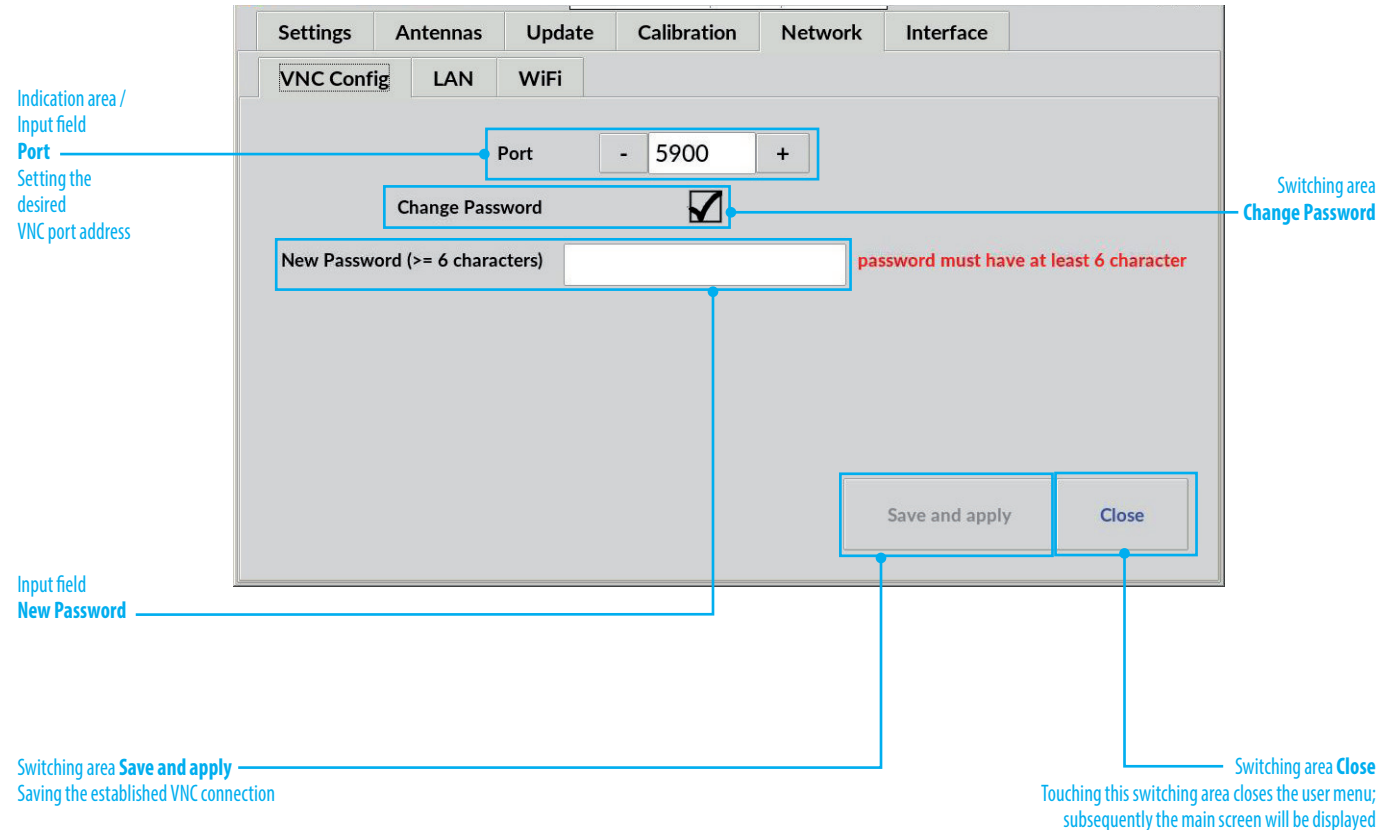 Settings Antennas Update Calibration Network Interface
VNC Config LAN WiFi
Indication area /
Input field
Port
Setting the
desired
VNC port address
Port - 5900 +
Change Password
Switching area
Change Password
New Password (>= 6 characters) password must have at least 6 character
Save and apply Close
Input field
New Password
Switching area Save and apply
Saving the established VNC connection
Switching area Close
Touching this switching area closes the user menu;
subsequently the main screen will be displayed